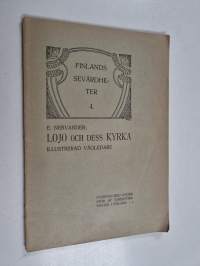 FINLANDS
SEVÄRDHE-
TER
I.
E. NERVANDER:
LOJO OCH DESS KYRKA
ILLUSTRERAD VÄGLEDARE